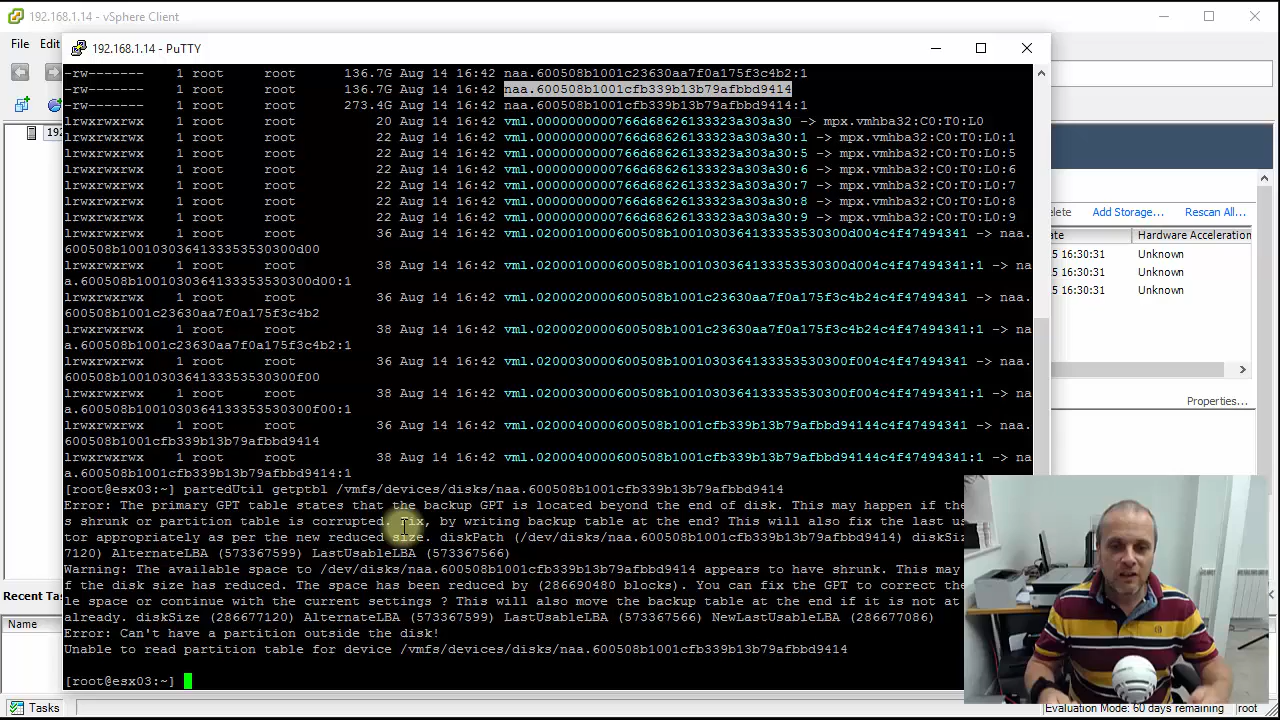 192.168.1.14 - vSphere Client
File Edit
192.168.1.14 - PuTTY
-rw------- 1 root root 136.7G Aug 14 16:42 naa.600508b1001c23630aa7f0a175f3c4b2:1
-rw------- 1 root root 136.7G Aug 14 16:42 naa.600508b1001cfb339b13b79afbbd9414
-rw------- 1 root root 273.4G Aug 14 16:42 naa.600508b1001cfb339b13b79afbbd9414:1
lrwxrwxrwx 1 root root 20 Aug 14 16:42 vml.0000000000766d68626133323a303a30 -> mpx.vmhba32:C0:T0:L0
lrwxrwxrwx 1 root root 22 Aug 14 16:42 vml.0000000000766d68626133323a303a30:1 -> mpx.vmhba32:C0:T0:L0:1
lrwxrwxrwx 1 root root 22 Aug 14 16:42 vml.0000000000766d68626133323a303a30:5 -> mpx.vmhba32:C0:T0:L0:5
lrwxrwxrwx 1 root root 22 Aug 14 16:42 vml.0000000000766d68626133323a303a30:6 -> mpx.vmhba32:C0:T0:L0:6
lrwxrwxrwx 1 root root 22 Aug 14 16:42 vml.0000000000766d68626133323a303a30:7 -> mpx.vmhba32:C0:T0:L0:7
lrwxrwxrwx 1 root root 22 Aug 14 16:42 vml.0000000000766d68626133323a303a30:8 -> mpx.vmhba32:C0:T0:L0:8
lrwxrwxrwx 1 root root 22 Aug 14 16:42 vml.0000000000766d68626133323a303a30:9 -> mpx.vmhba32:C0:T0:L0:9
lrwxrwxrwx 1 root root 36 Aug 14 16:42 vml.0200010000600508b1001030364133353530300d004c4f47494341 -> naa.
600508b1001030364133353530300d00
lrwxrwxrwx 1 root root 38 Aug 14 16:42 vml.0200010000600508b1001030364133353530300d004c4f47494341:1 -> na
a.600508b1001030364133353530300d00:1
lrwxrwxrwx 1 root root 36 Aug 14 16:42 vml.0200020000600508b1001c23630aa7f0a175f3c4b24c4f47494341 -> naa.
600508b1001c23630aa7f0a175f3c4b2
lrwxrwxrwx 1 root root 38 Aug 14 16:42 vml.0200020000600508b1001c23630aa7f0a175f3c4b24c4f47494341:1 -> na
a.600508b1001c23630aa7f0a175f3c4b2:1
lrwxrwxrwx 1 root root 36 Aug 14 16:42 vml.0200030000600508b1001030364133353530300f004c4f47494341 -> naa.
600508b1001030364133353530300f00
lrwxrwxrwx 1 root root 38 Aug 14 16:42 vml.0200030000600508b1001030364133353530300f004c4f47494341:1 -> na
a.600508b1001030364133353530300f00:1
lrwxrwxrwx 1 root root 36 Aug 14 16:42 vml.0200040000600508b1001cfb339b13b79afbbd94144c4f47494341 -> naa.
600508b1001cfb339b13b79afbbd9414
lrwxrwxrwx 1 root root 38 Aug 14 16:42 vml.0200040000600508b1001cfb339b13b79afbbd94144c4f47494341:1 -> na
a.600508b1001cfb339b13b79afbbd9414:1
[root@esx03:~] partedUtil getptbl /vmfs/devices/disks/naa.600508b1001cfb339b13b79afbbd9414
Error: The primary GPT table states that the backup GPT is located beyond the end of disk. This may happen if the
s shrunk or partition table is corrupted. Fix, by writing backup table at the end? This will also fix the last us
tor appropriately as per the new reduced size. diskPath (/dev/disks/naa.600508b1001cfb339b13b79afbbd9414) diskSiz
7120) AlternateLBA (573367599) LastUsableLBA (573367566)
Warning: The available space to /dev/disks/naa.600508b1001cfb339b13b79afbbd9414 appears to have shrunk. This may
f the disk size has reduced. The space has been reduced by (286690480 blocks). You can fix the GPT to correct the
le space or continue with the current settings ? This will also move the backup table at the end if it is not at
already. diskSize (286677120) AlternateLBA (573367599) LastUsableLBA (573367566) NewLastUsableLBA (286677086)
Error: Can't have a partition outside the disk!
Unable to read partition table for device /vmfs/devices/disks/naa.600508b1001cfb339b13b79afbbd9414
[root@esx03:~]
192
elete Add Storage... Rescan All...
ate Hardware Acceleration
5 16:30:31 Unknown
5 16:30:31 Unknown
5 16:30:31 Unknown
Properties...
Recent Tas
Name
Tasks
Evaluation Mode: 60 days remaining root